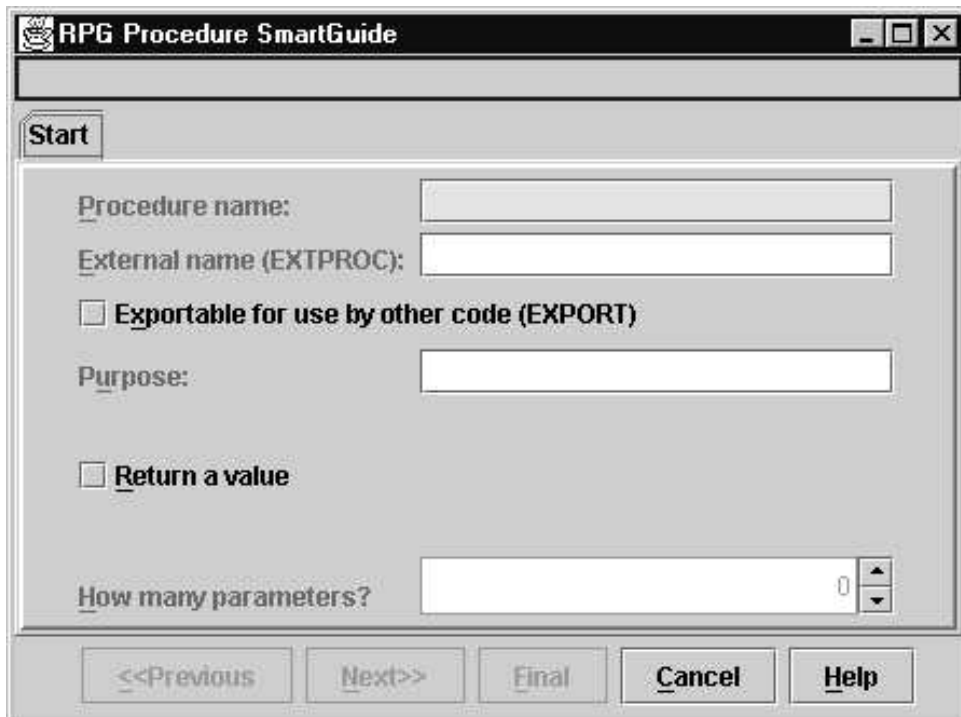 RPG Procedure SmartGuide
Start
Procedure name:
External name (EXTPROC):
Exportable for use by other code (EXPORT)
Purpose:
Return a value
How many parameters? 0
<<Previous Next>> Final Cancel Help